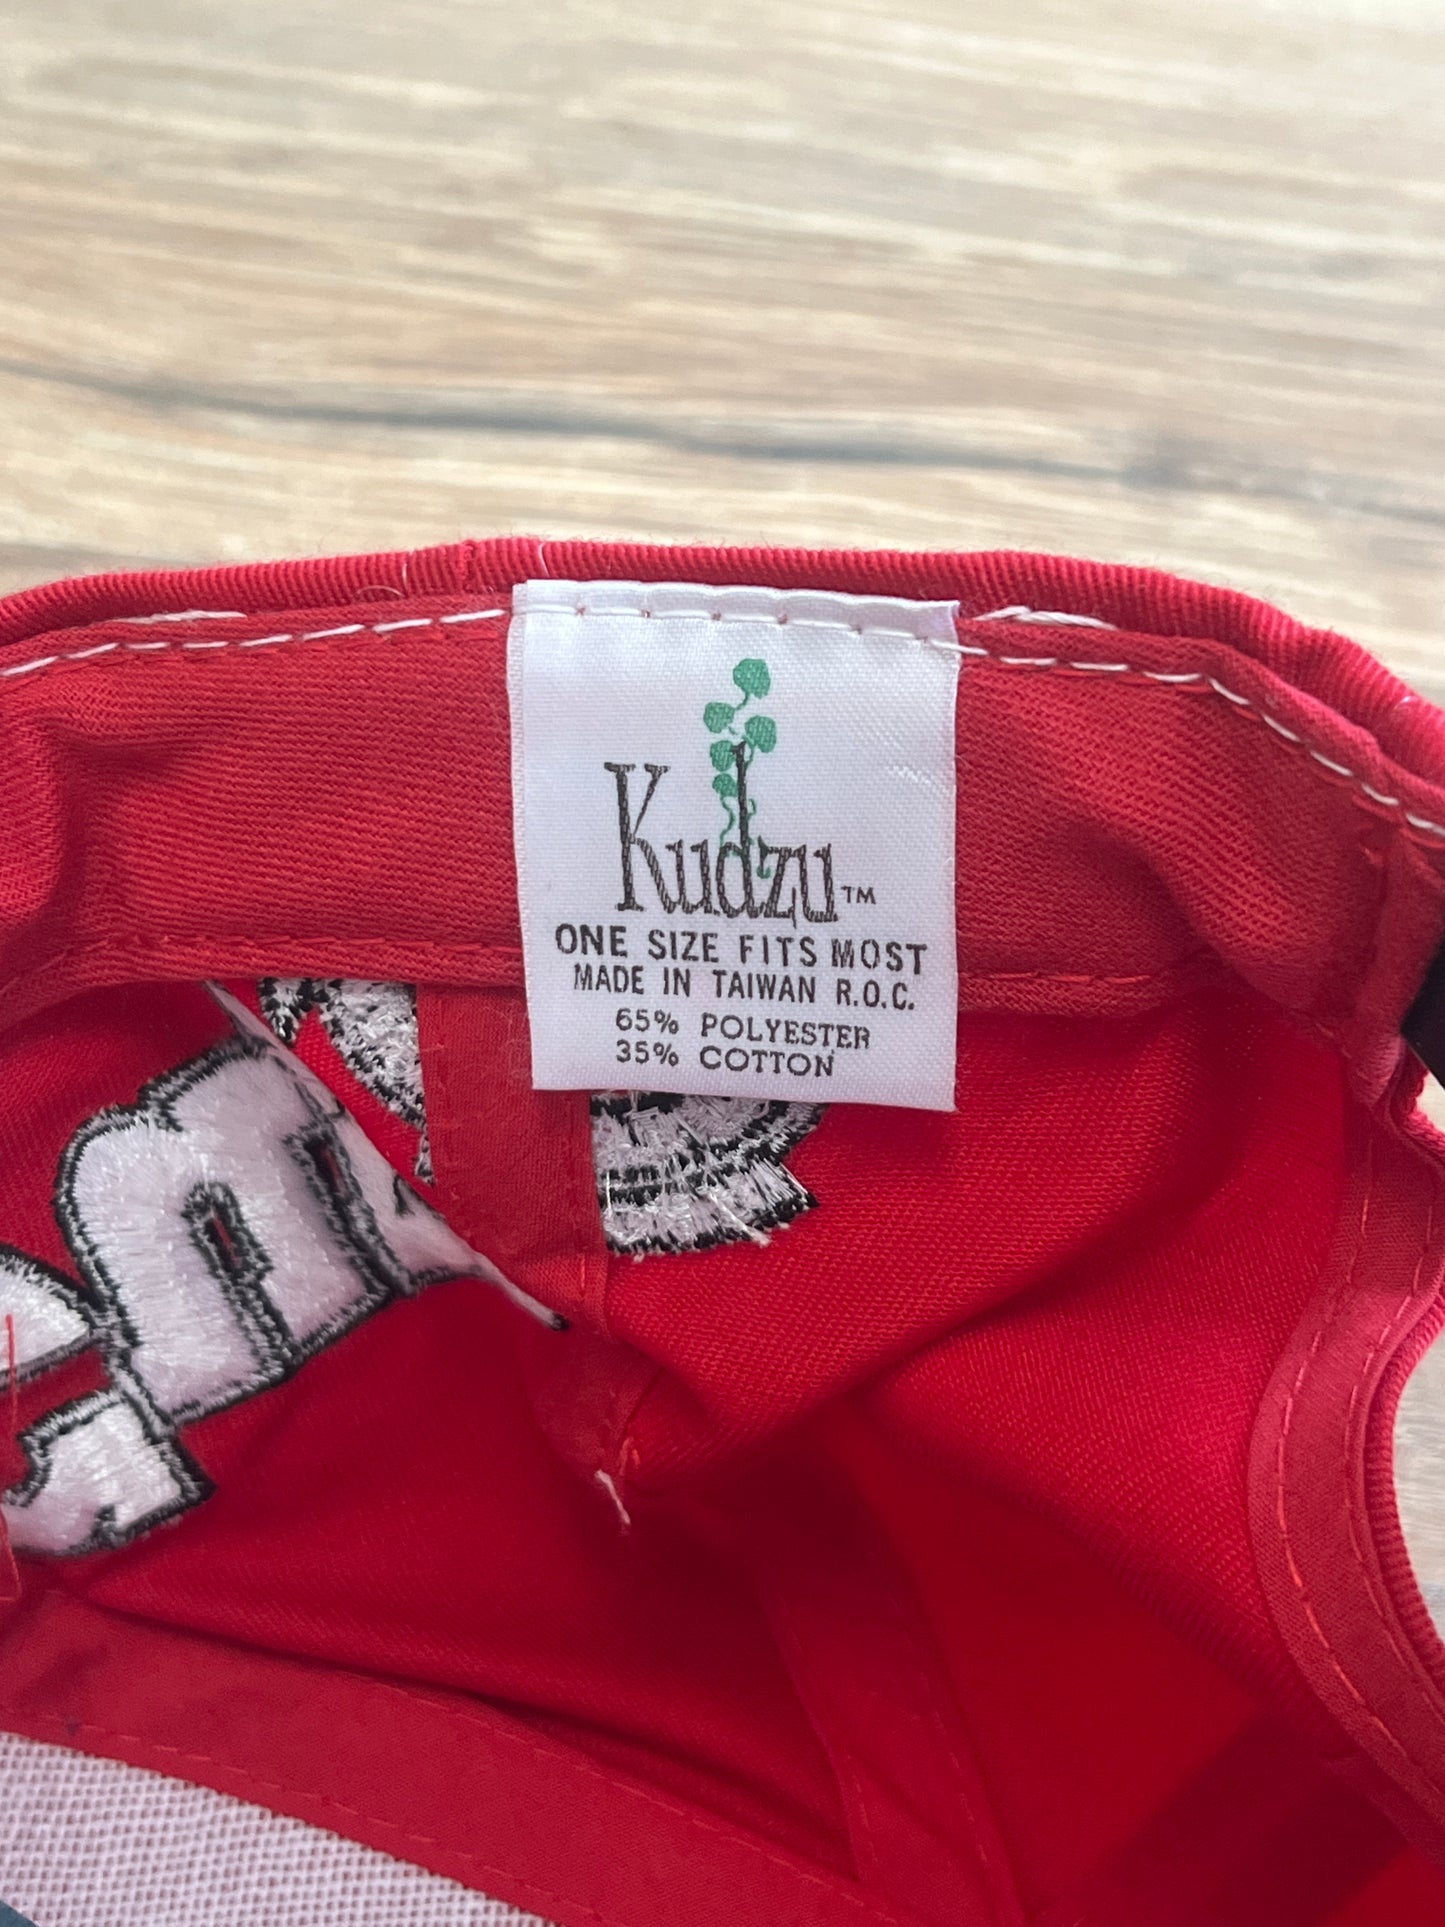 Kudzu™
ONE SIZE FITS MOST
MADE IN TAIWAN R.O.C.
65% POLYESTER
35% COTTON